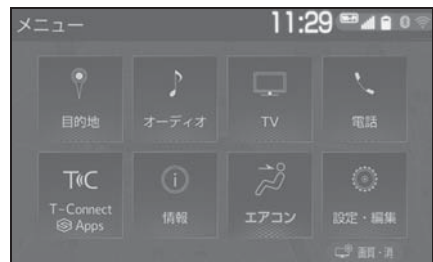 メニュー
11:29
目的地
オーディオ
TV
電話
T-Connect
Apps
情報
エアコン
設定・編集
画質・消